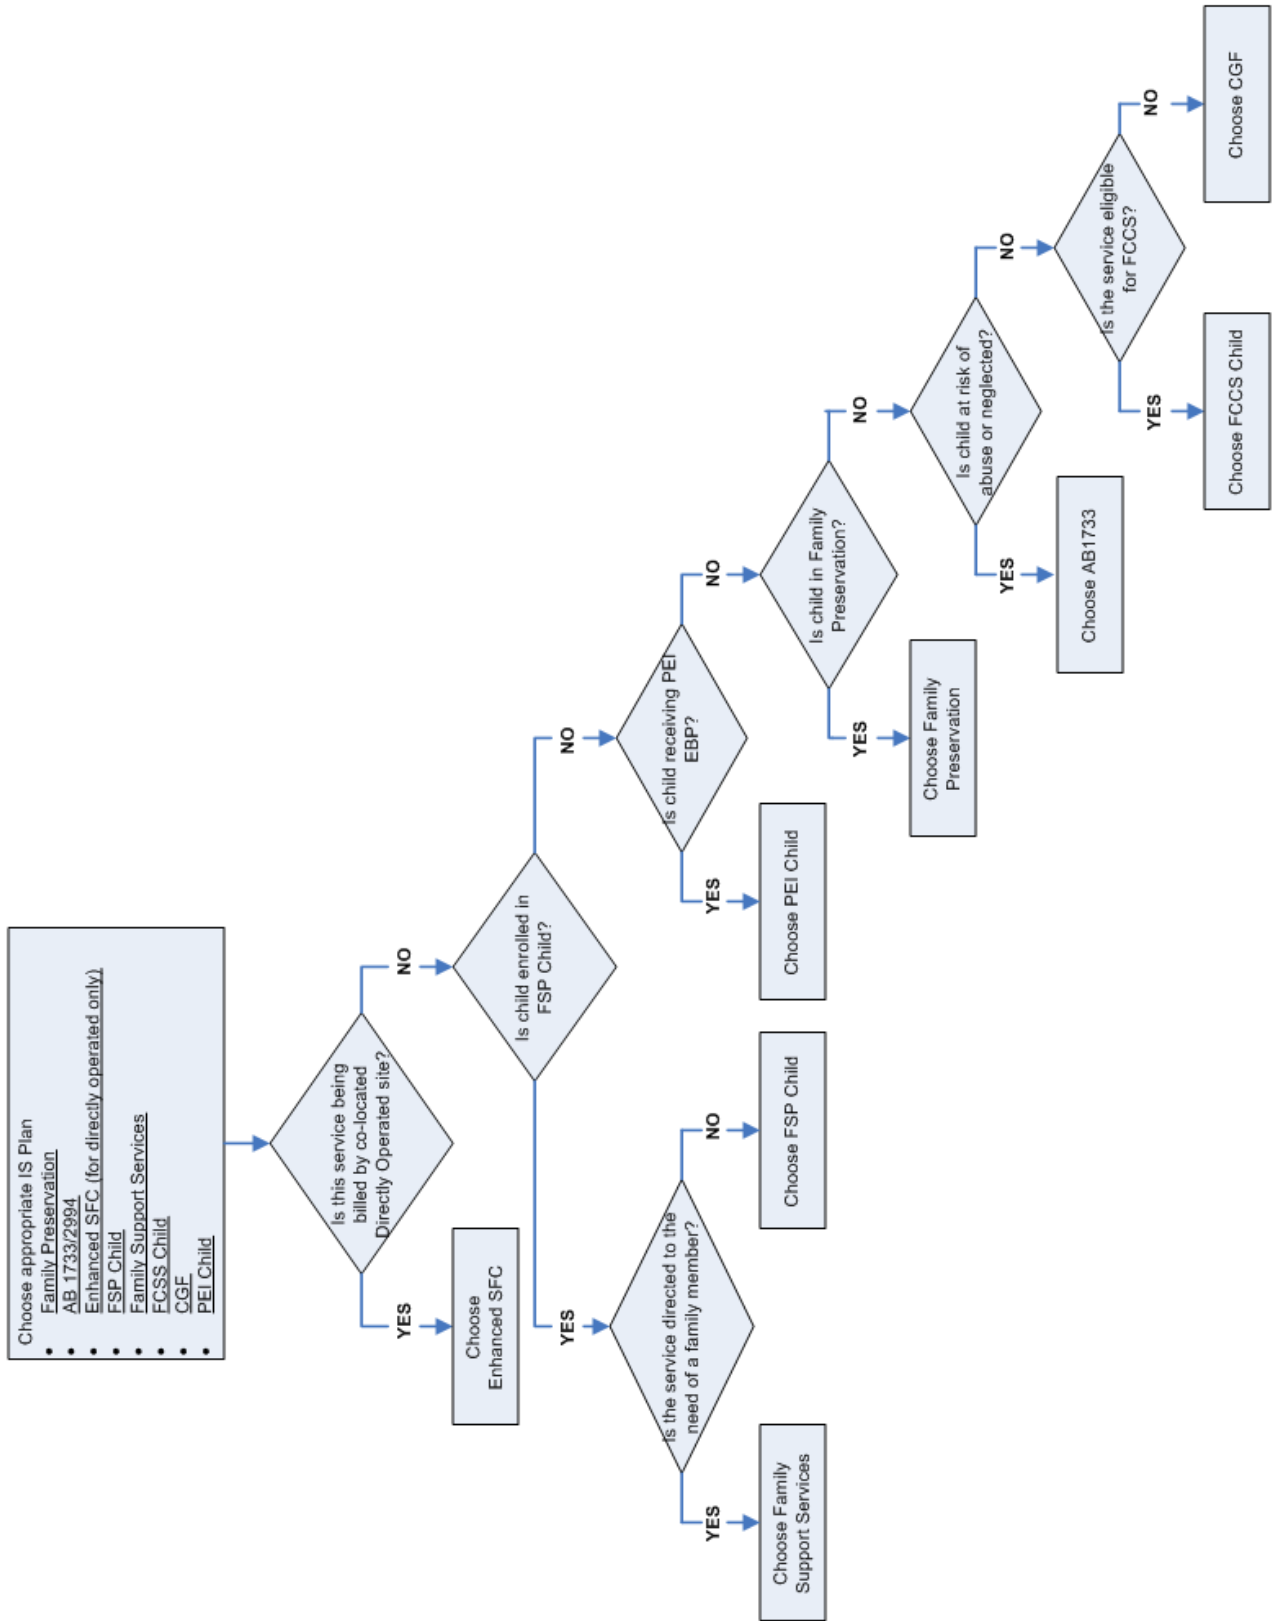 Choose appropriate IS Plan
• Family Preservation
• AB 1733/2994
• Enhanced SFC (for directly operated only)
• FSP Child
• Family Support Services
• FCSS Child
• CGF
• PEI Child
Is this service being
billed by co-located
Directly Operated site?
YES
NO
Choose
Enhanced SFC
Is child enrolled in
FSP Child?
YES
NO
Is the service directed to the
need of a family member?
YES
NO
Choose Family
Support Services
Choose FSP Child
Is child receiving PEI
EBP?
YES
NO
Choose PEI Child
Is child in Family
Preservation?
YES
NO
Choose Family
Preservation
Is child at risk of
abuse or neglected?
YES
NO
Choose AB1733
Is the service eligible
for FCCS?
YES
NO
Choose FCCS Child
Choose CGF